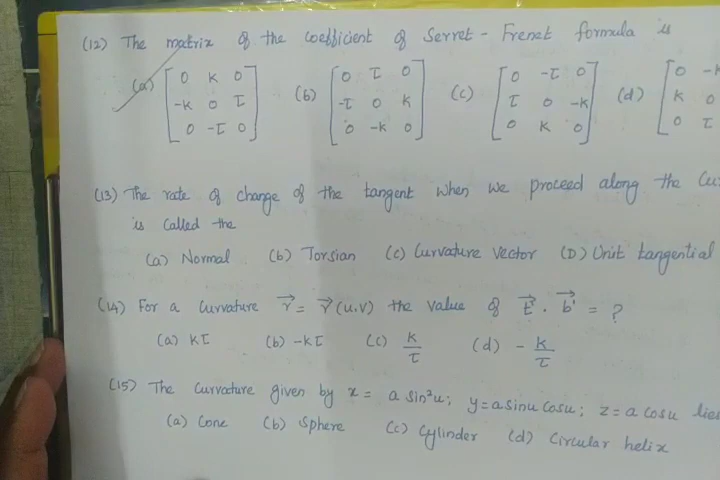 (12) The matrix of the coefficient of Serret - Frenet formula is
(a) [0 K 0 (b) [0 τ 0 (c) [0 -τ 0 (d) [0 -K
-K 0 τ -τ 0 K τ 0 -K K 0
0 -τ 0] 0 -K 0] 0 K 0] 0 τ
(13) The rate of change of the tangent when we proceed along the Cur
is called the
(a) Normal (b) Torsian (c) Curvature Vector (D) Unit tangential
(14) For a Curvature r⃗ = r⃗ (u.v) the value of t⃗ . b⃗' = ?
(a) Kτ (b) -Kτ (c) K/τ (d) - K/τ
(15) The Curvature given by x = a sin²u; y = a sinu cosu; z = a cosu lies
(a) Cone (b) Sphere (c) Cylinder (d) Circular helix